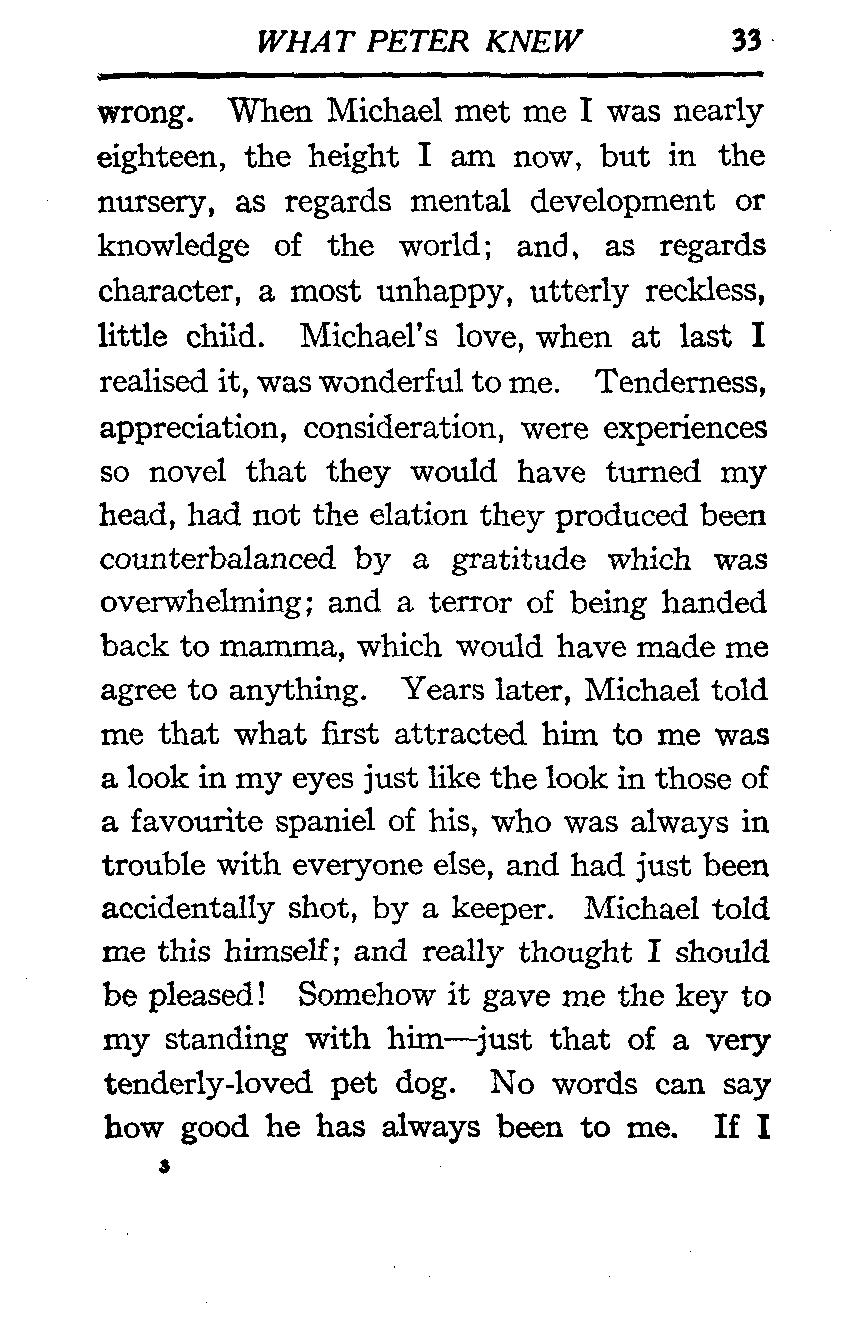 WHAT PETER KNEW 33
wrong. When Michael met me I was nearly
eighteen, the height I am now, but in the
nursery, as regards mental development or
knowledge of the world; and, as regards
character, a most unhappy, utterly reckless,
little child. Michael's love, when at last I
realised it, was wonderful to me. Tenderness,
appreciation, consideration, were experiences
so novel that they would have turned my
head, had not the elation they produced been
counterbalanced by a gratitude which was
overwhelming; and a terror of being handed
back to mamma, which would have made me
agree to anything. Years later, Michael told
me that what first attracted him to me was
a look in my eyes just like the look in those of
a favourite spaniel of his, who was always in
trouble with everyone else, and had just been
accidentally shot, by a keeper. Michael told
me this himself; and really thought I should
be pleased! Somehow it gave me the key to
my standing with him—just that of a very
tenderly-loved pet dog. No words can say
how good he has always been to me. If I
3